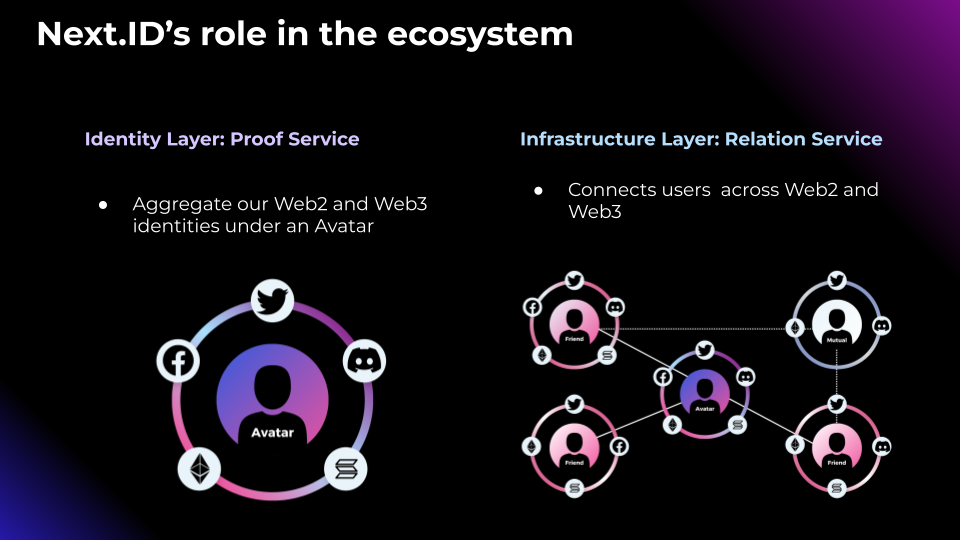 Next.ID’s role in the ecosystem
Identity Layer: Proof Service
● Aggregate our Web2 and Web3
identities under an Avatar
Avatar
Infrastructure Layer: Relation Service
● Connects users  across Web2 and
Web3
Friend
Mutual
Avatar
Friend
Friend